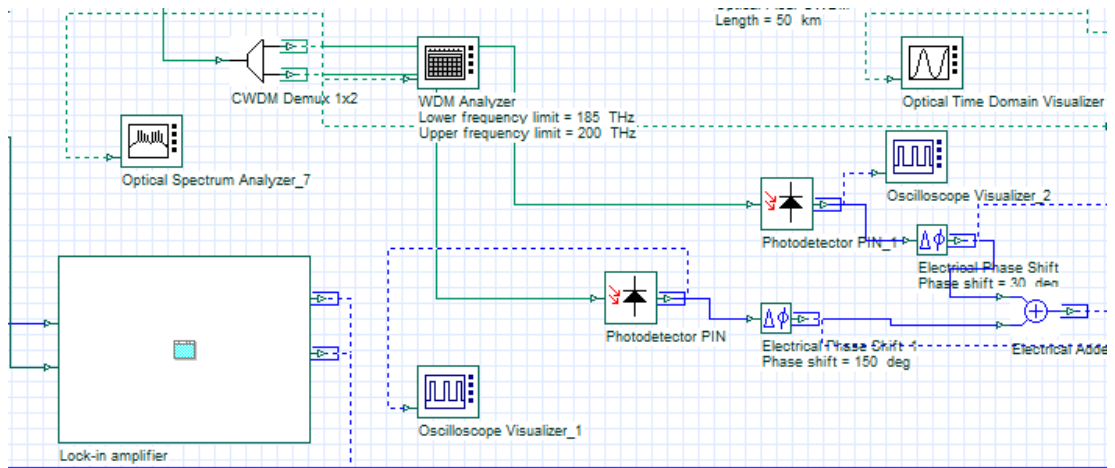 Length = 50 km
CWDM Demux 1x2
WDM Analyzer
Lower frequency limit = 185 THz
Upper frequency limit = 200 THz
Optical Time Domain Visualizer
Optical Spectrum Analyzer_7
Oscilloscope Visualizer_2
Photodetector PIN_1
Electrical Phase Shift
Phase shift = 30 deg
Photodetector PIN
Electrical Phase Shift_1
Phase shift = 150 deg
Electrical Adde
Oscilloscope Visualizer_1
Lock-in amplifier